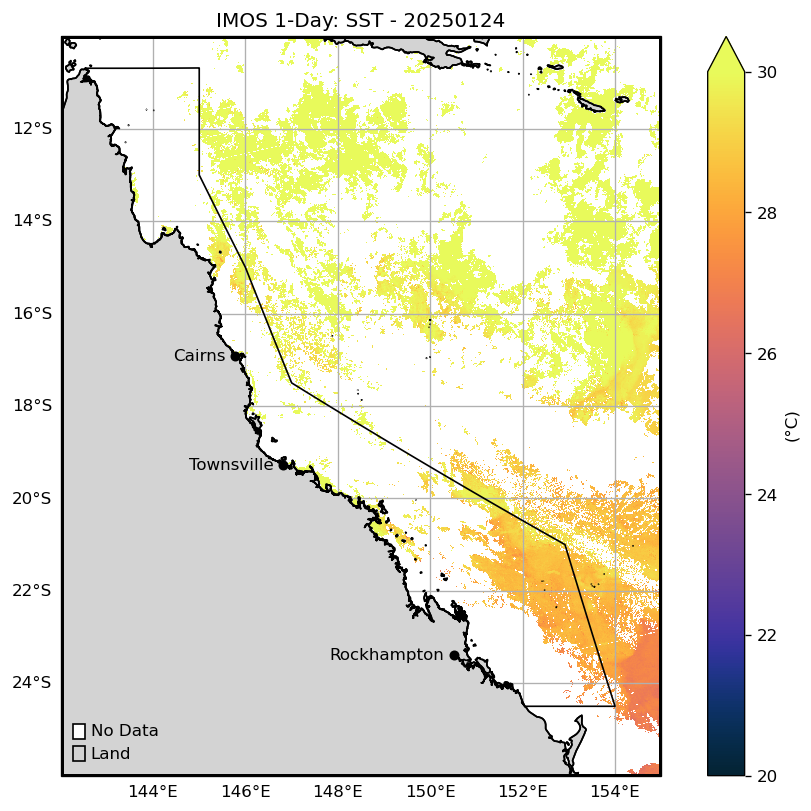 IMOS 1-Day: SST - 20250124
12°S
14°S
16°S
18°S
20°S
22°S
24°S
Cairns
Townsville
Rockhampton
No Data
Land
144°E 146°E 148°E 150°E 152°E 154°E
30
28
26
24
22
20
(°C)